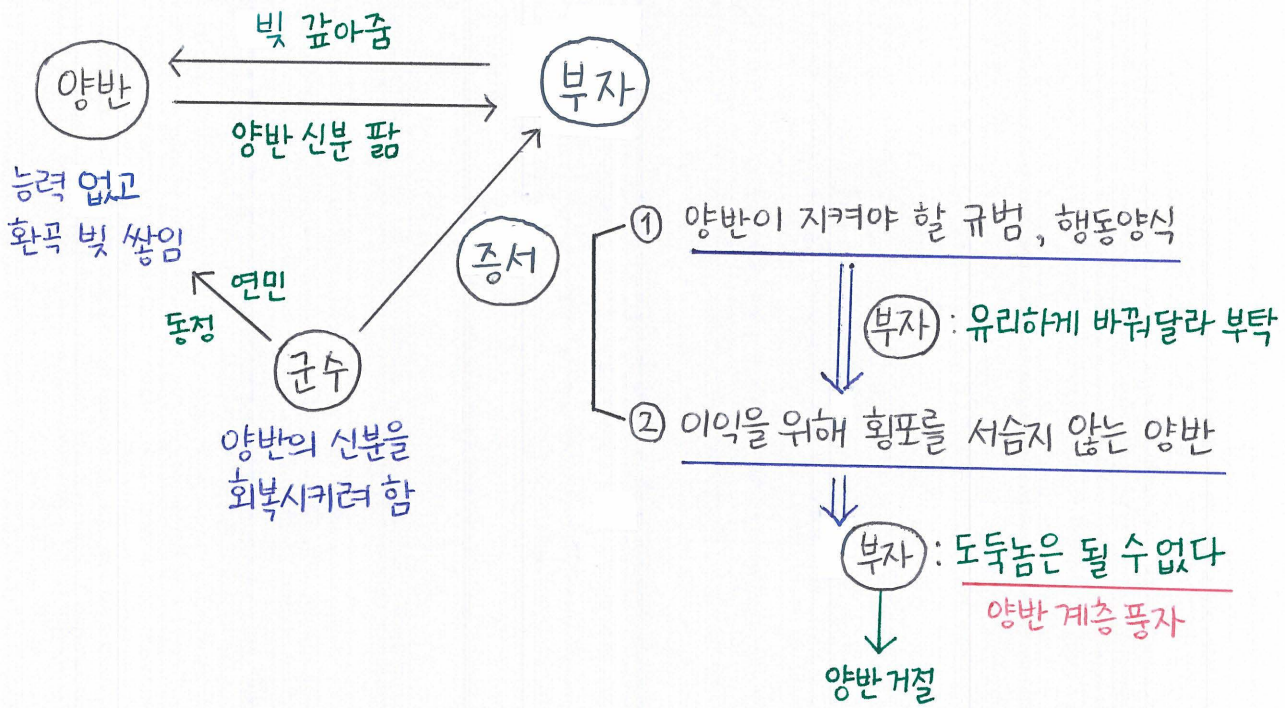 빚 갚아줌
양반
부자
양반 신분 팖
능력 없고
환곡 빚 쌓임
증서
연민
동정
군수
양반의 신분을
회복시키려 함
① 양반이 지켜야 할 규범, 행동양식
부자 : 유리하게 바꿔달라 부탁
② 이익을 위해 횡포를 서슴지 않는 양반
부자 : 도둑놈은 될 수 없다
양반 계층 풍자
양반 거절